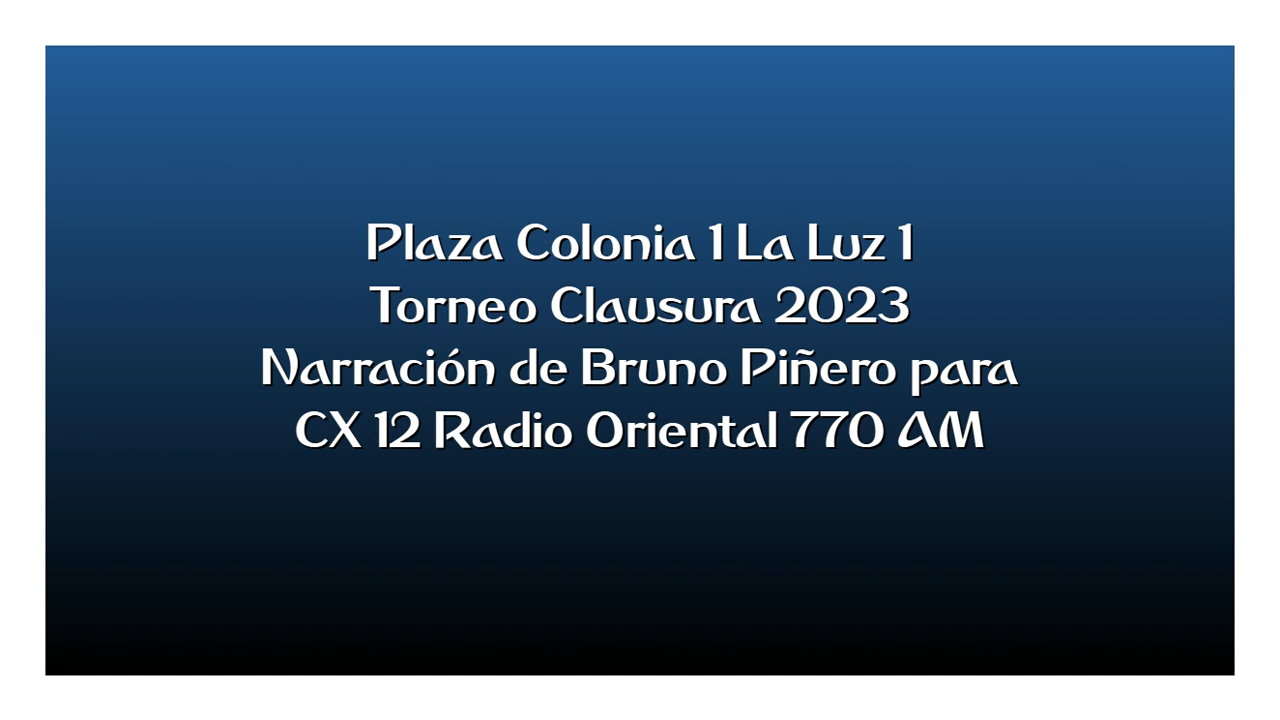 Plaza Colonia 1 La Luz 1
Torneo Clausura 2023
Narración de Bruno Piñero para
CX 12 Radio Oriental 770 AM